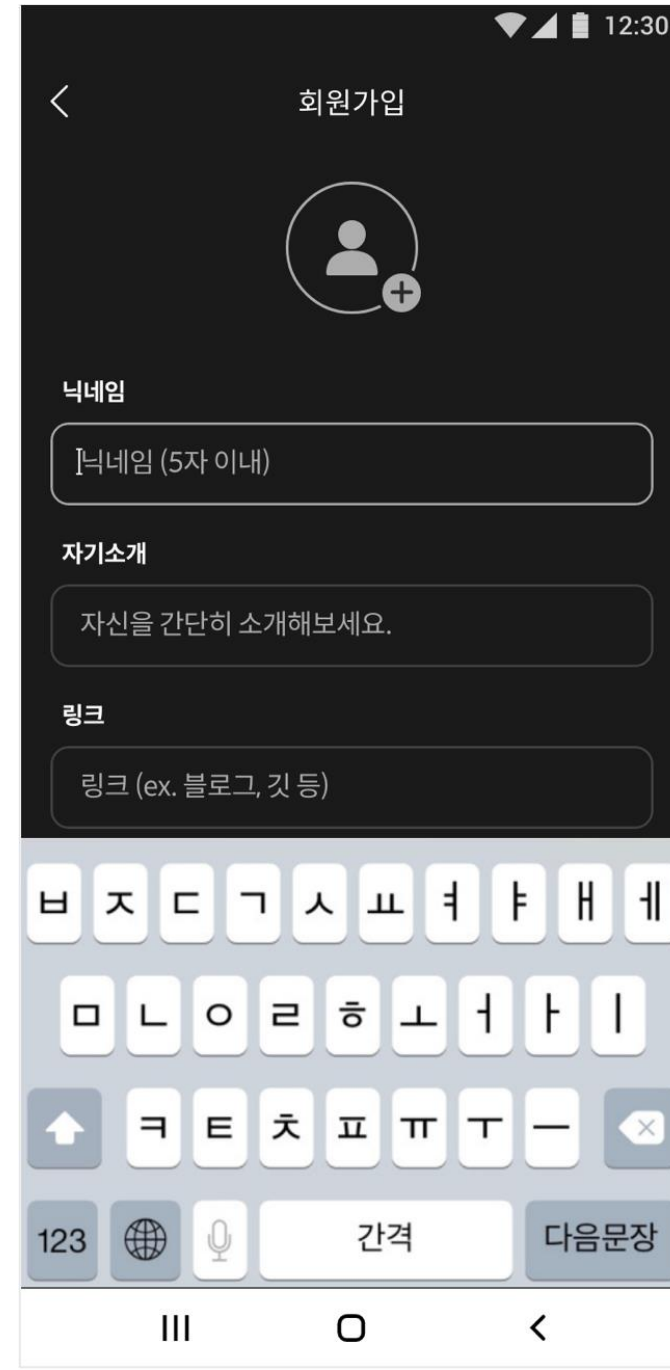 12:30
회원가입
닉네임
닉네임 (5자 이내)
자기소개
자신을 간단히 소개해보세요.
링크
링크 (ex. 블로그, 깃 등)
ㅂ ㅈ ㄷ ㄱ ㅅ ㅛ ㅕ ㅑ ㅐ ㅔ
ㅁ ㄴ ㅇ ㄹ ㅎ ㅗ ㅓ ㅏ ㅣ
ㅋ ㅌ ㅊ ㅍ ㅠ ㅜ ㅡ
123 간격 다음문장